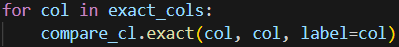 for col in exact_cols:
    compare_cl.exact(col, col, label=col)